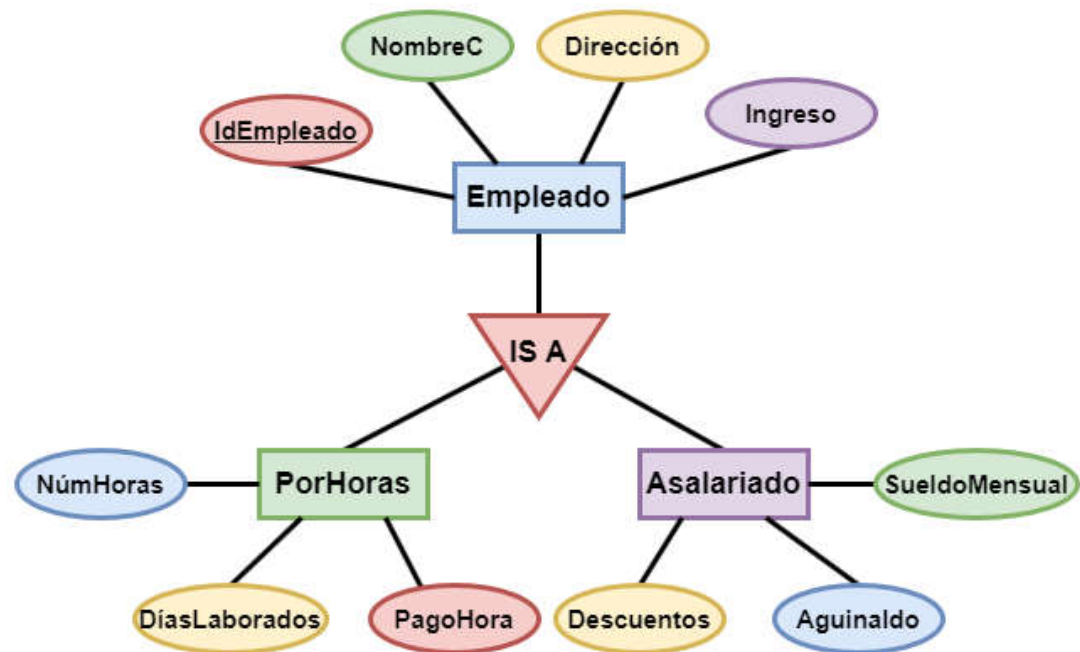 NombreC
Dirección
IdEmpleado
Ingreso
Empleado
IS A
NúmHoras
PorHoras
Asalariado
SueldoMensual
DíasLaborados
PagoHora
Descuentos
Aguinaldo